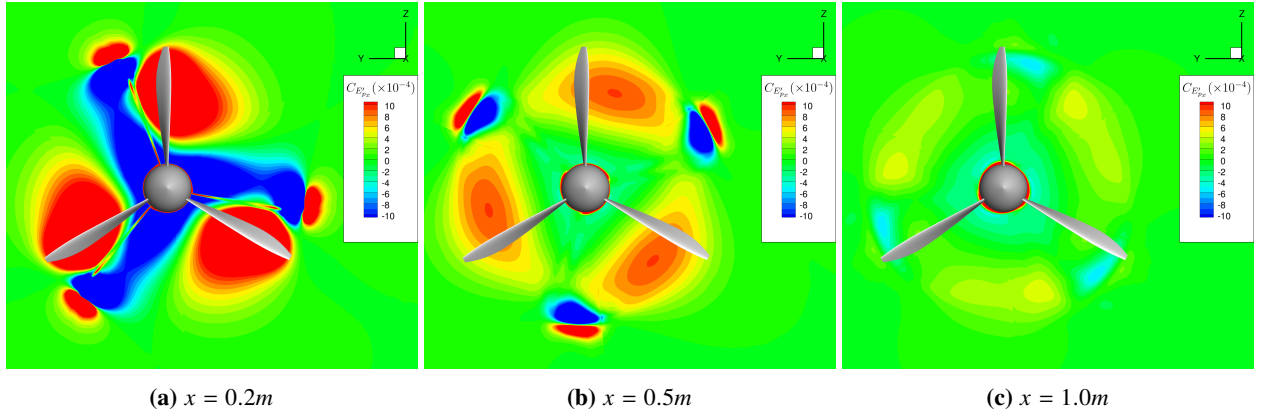 Z
Y X
C_{E'_{px}} (×10⁻⁴)
10
8
6
4
2
0
-2
-4
-6
-8
-10
Z
Y X
C_{E'_{px}} (×10⁻⁴)
10
8
6
4
2
0
-2
-4
-6
-8
-10
Z
Y X
C_{E'_{px}} (×10⁻⁴)
10
8
6
4
2
0
-2
-4
-6
-8
-10
(a) x = 0.2m
(b) x = 0.5m
(c) x = 1.0m